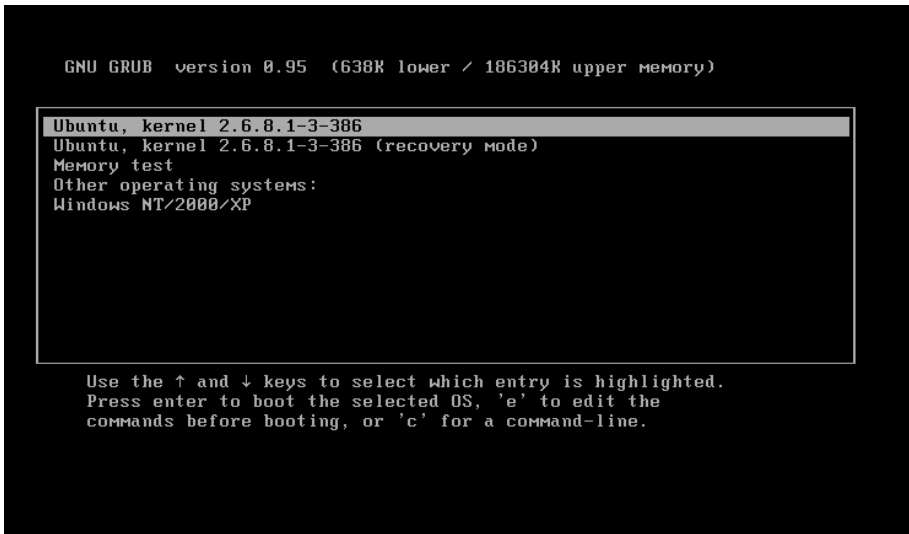 GNU GRUB  version 0.95  (638K lower / 186304K upper memory)
Ubuntu, kernel 2.6.8.1-3-386
Ubuntu, kernel 2.6.8.1-3-386 (recovery mode)
Memory test
Other operating systems:
Windows NT/2000/XP
Use the ↑ and ↓ keys to select which entry is highlighted.
Press enter to boot the selected OS, 'e' to edit the
commands before booting, or 'c' for a command-line.